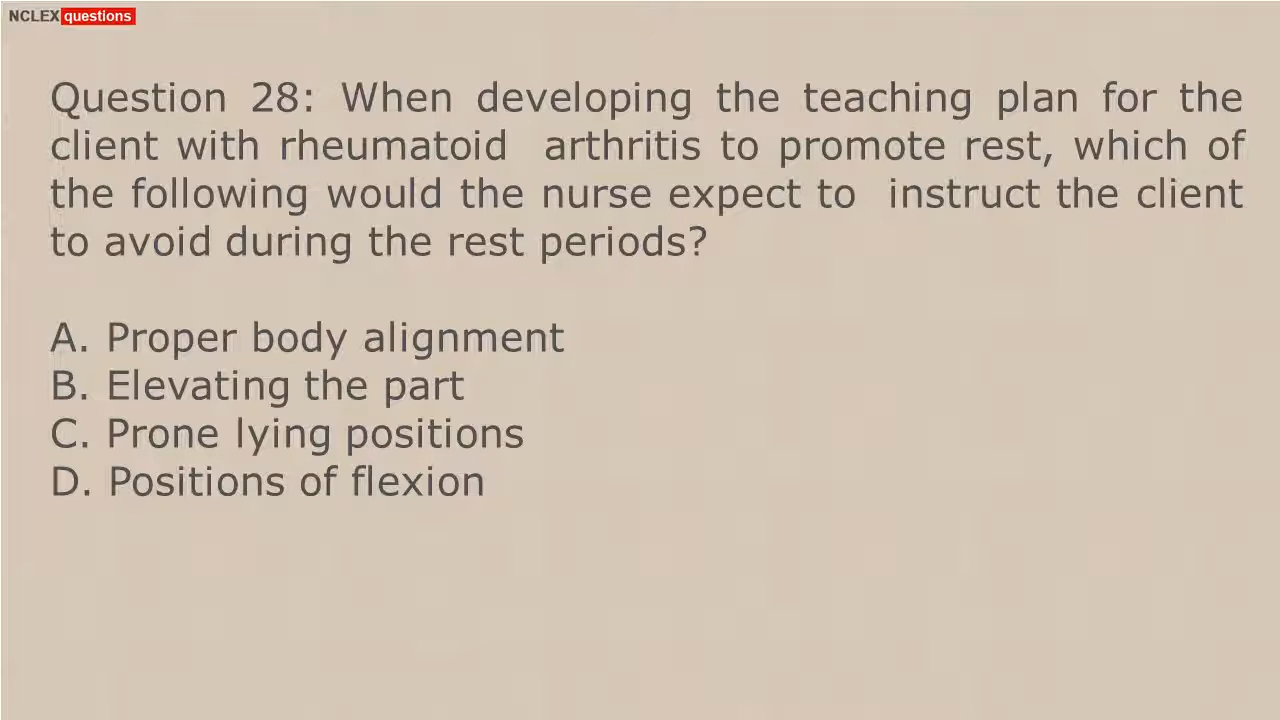 NCLEX questions
Question 28: When developing the teaching plan for the
client with rheumatoid arthritis to promote rest, which of
the following would the nurse expect to instruct the client
to avoid during the rest periods?
A. Proper body alignment
B. Elevating the part
C. Prone lying positions
D. Positions of flexion